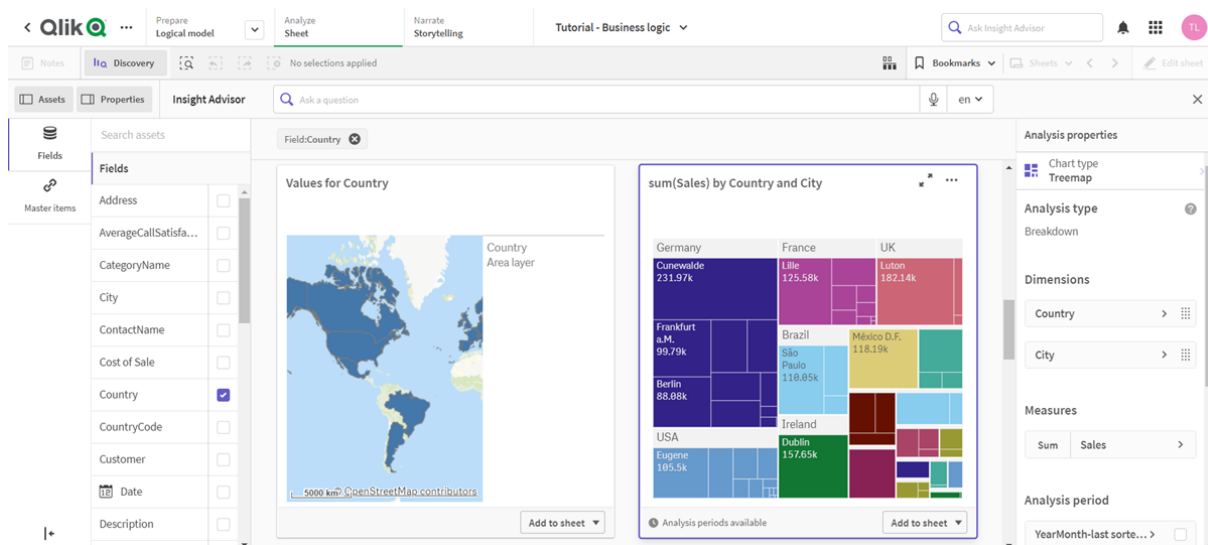 Qlik
Prepare
Logical model
Analyze
Sheet
Narrate
Storytelling
Tutorial - Business logic
Ask Insight Advisor
TL
Notes
Discovery
No selections applied
Bookmarks
Sheets
Edit sheet
Assets
Properties
Insight Advisor
Ask a question
en
Fields
Master items
Search assets
Fields
Address
AverageCallSatisfa...
CategoryName
City
ContactName
Cost of Sale
Country
CountryCode
Customer
Date
Description
Field:Country
Values for Country
Country
Area layer
5000 km
© OpenStreetMap contributors
Add to sheet
sum(Sales) by Country and City
Germany
France
UK
Cunewalde
231.97k
Lille
125.58k
Luton
182.14k
Frankfurt
a.M.
99.79k
Brazil
São
Paulo
110.05k
México D.F.
118.19k
Berlin
88.08k
USA
Eugene
105.5k
Ireland
Dublin
157.65k
Analysis periods available
Add to sheet
Analysis properties
Chart type
Treemap
Analysis type
Breakdown
Dimensions
Country
City
Measures
Sum
Sales
Analysis period
YearMonth-last sorte...